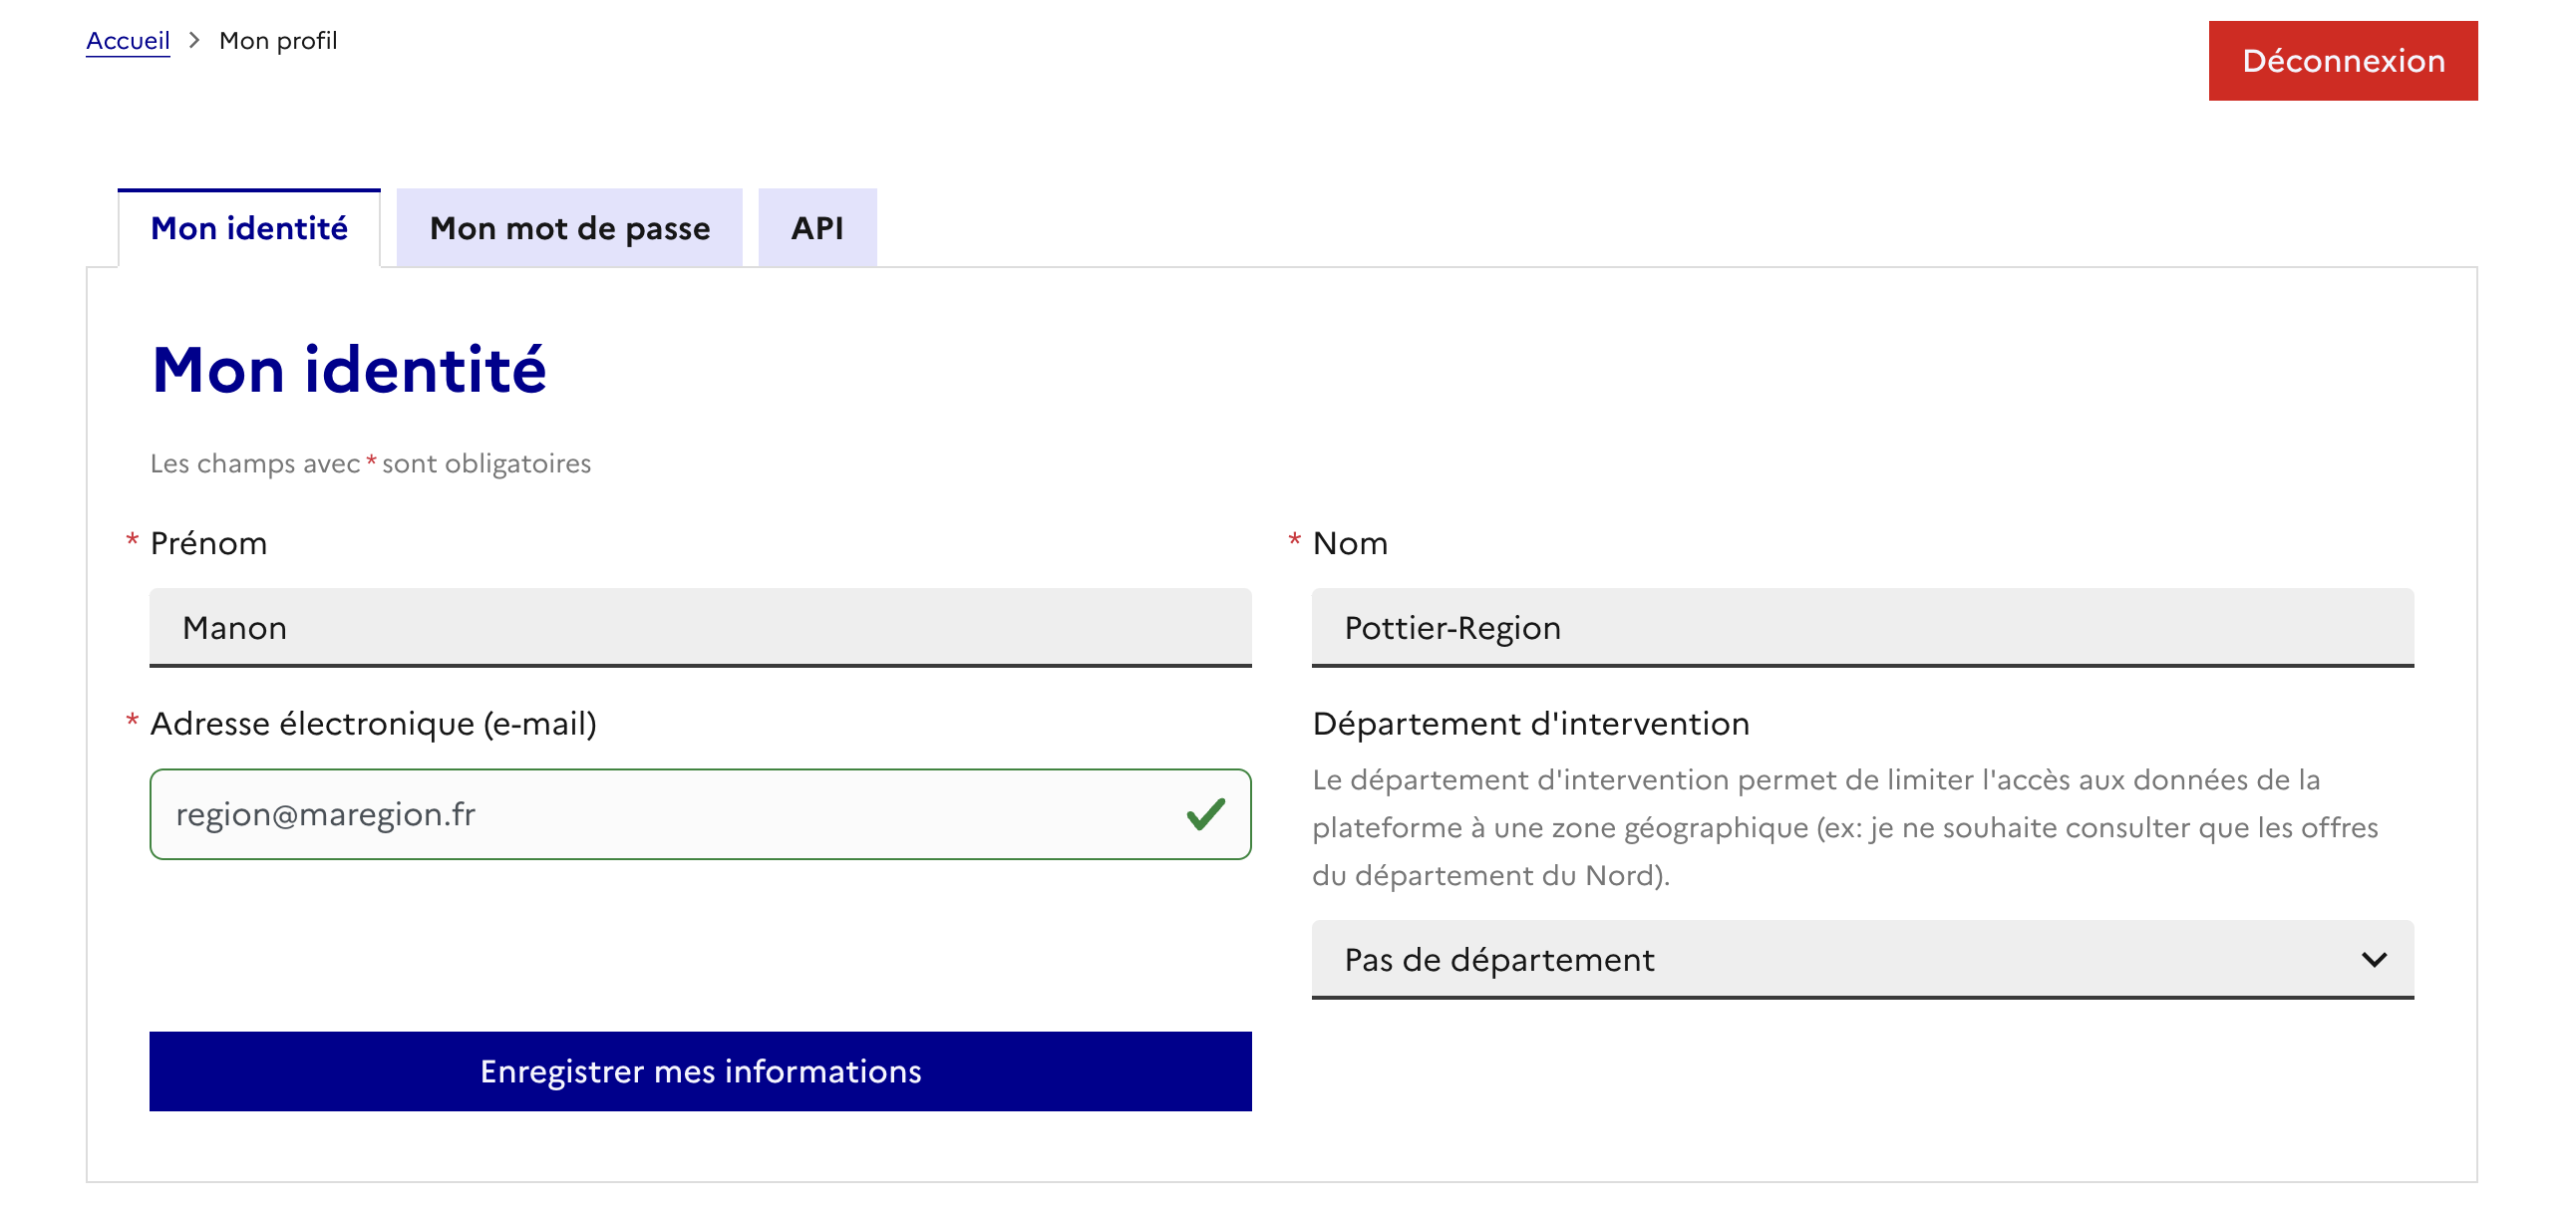 Accueil > Mon profil
Déconnexion
Mon identité
Mon mot de passe
API
Mon identité
Les champs avec * sont obligatoires
* Prénom
Manon
* Nom
Pottier-Region
* Adresse électronique (e-mail)
region@maregion.fr
Département d'intervention
Le département d'intervention permet de limiter l'accès aux données de la
plateforme à une zone géographique (ex: je ne souhaite consulter que les offres
du département du Nord).
Pas de département
Enregistrer mes informations